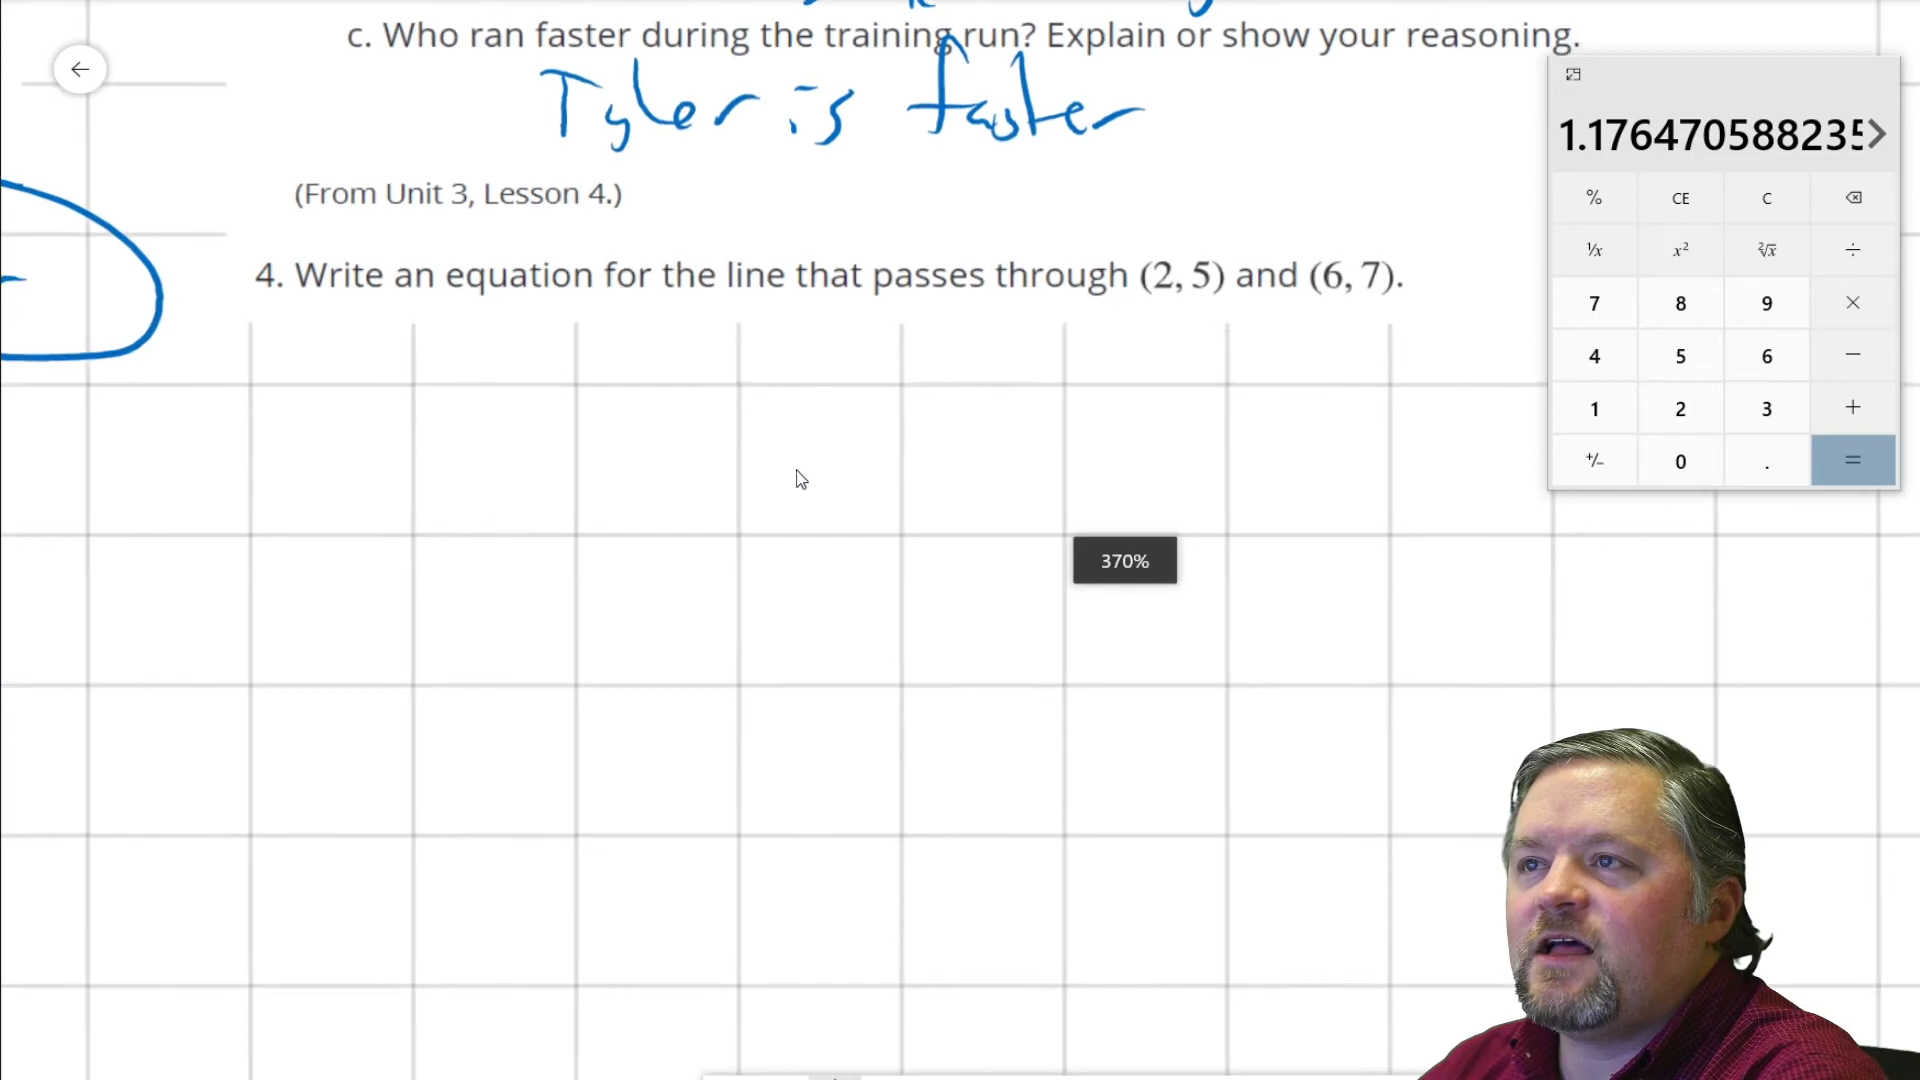 c. Who ran faster during the training run? Explain or show your reasoning.
Tyler is faster
(From Unit 3, Lesson 4.)
4. Write an equation for the line that passes through (2, 5) and (6, 7).
370%
1.176470588235
% CE C
1/x x² ²√x ÷
7 8 9 ×
4 5 6 −
1 2 3 +
+/− 0 . =